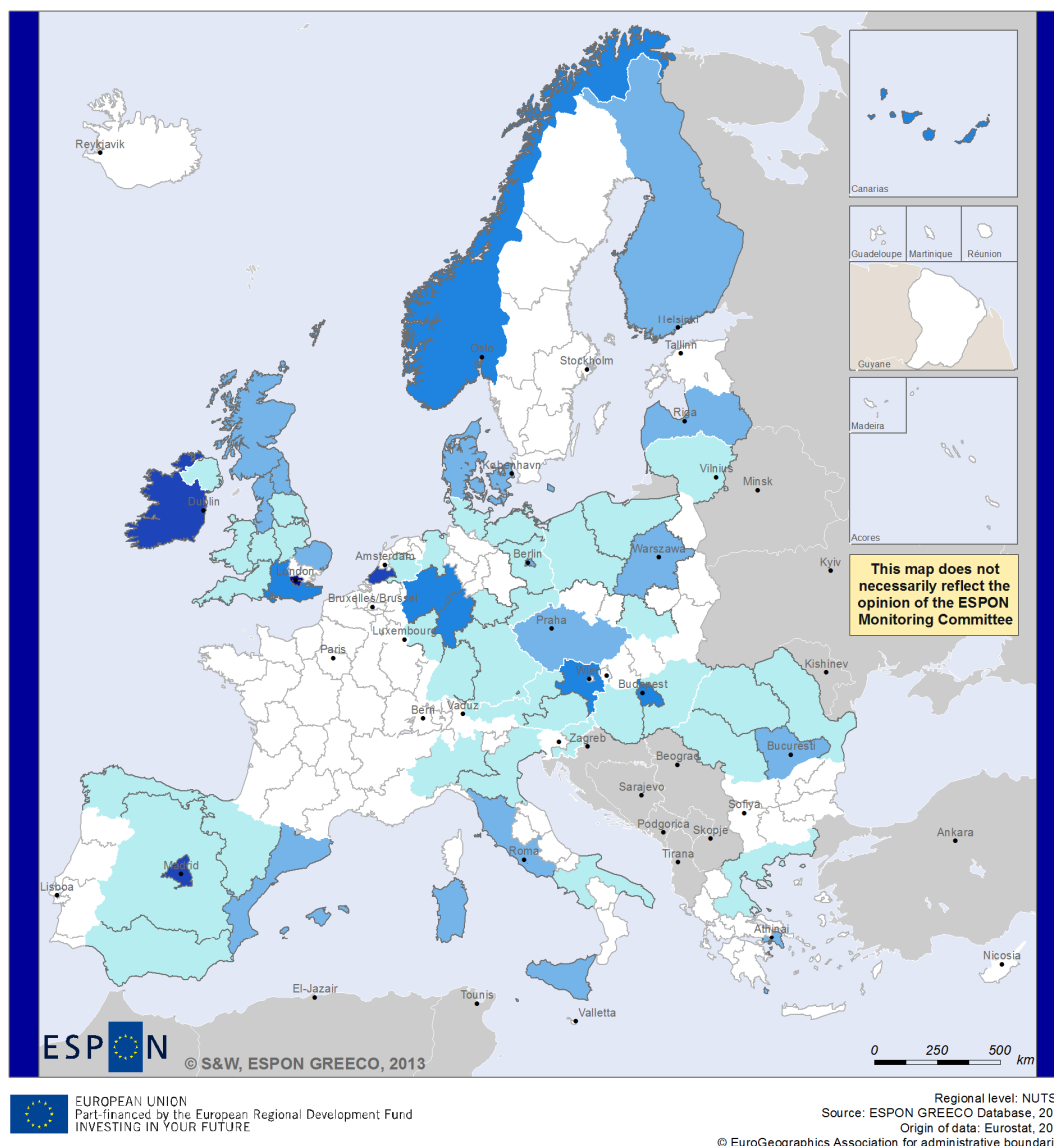 Reykjavik
Canarias
Guadeloupe Martinique Réunion
Guyane
Madeira
Acores
Helsinki
Tallinn
Oslo
Stockholm
Riga
København
Vilnius
Minsk
Dublin
Amsterdam
Berlin
Warszawa
Kyiv
This map does not
necessarily reflect the
opinion of the ESPON
Monitoring Committee
London
Bruxelles/Brussel
Praha
Luxembourg
Paris
Kishinev
Wien
Budapest
Bern
Vaduz
Zagreb
Bucuresti
Beograd
Sarajevo
Sofiya
Podgorica
Skopje
Ankara
Roma
Tirana
Madrid
Lisboa
Athinai
Nicosia
El-Jazair
Tounis
Valletta
ESPON
© S&W, ESPON GREECO, 2013
0 250 500
km
EUROPEAN UNION
Part-financed by the European Regional Development Fund
INVESTING IN YOUR FUTURE
Regional level: NUTS
Source: ESPON GREECO Database, 20
Origin of data: Eurostat, 20
© EuroGeographics Association for administrative boundari